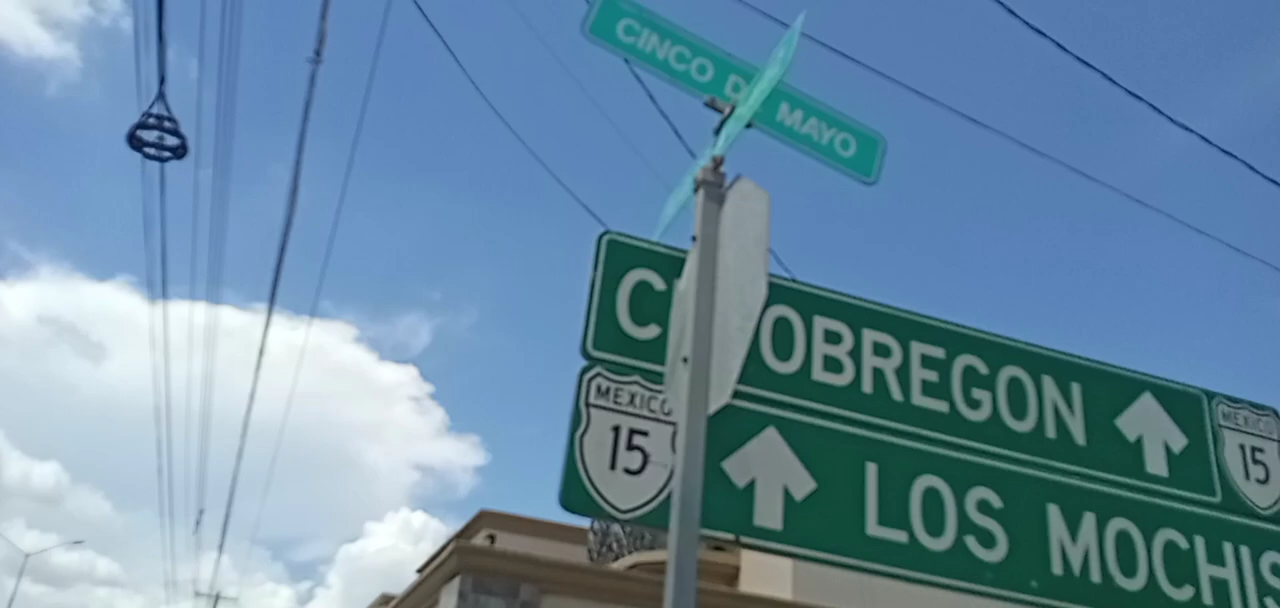 CINCO DE MAYO
C OBREGON
MEXICO
15
MEXICO
15
LOS MOCHIS